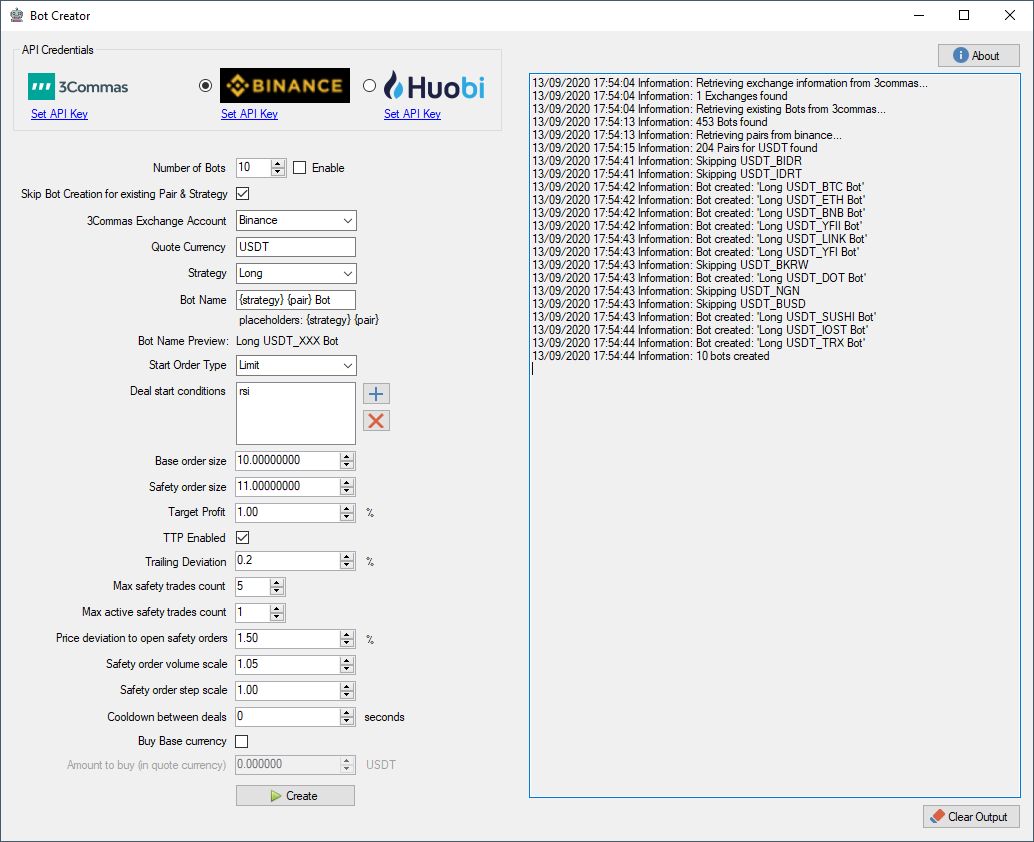 Bot Creator
API Credentials
3Commas
BINANCE
Huobi
Set API Key
Set API Key
Set API Key
About
Number of Bots 10 Enable
Skip Bot Creation for existing Pair & Strategy
3Commas Exchange Account Binance
Quote Currency USDT
Strategy Long
Bot Name {strategy} {pair} Bot
placeholders: {strategy} {pair}
Bot Name Preview: Long USDT_XXX Bot
Start Order Type Limit
Deal start conditions rsi
Base order size 10.00000000
Safety order size 11.00000000
Target Profit 1.00 %
TTP Enabled
Trailing Deviation 0.2 %
Max safety trades count 5
Max active safety trades count 1
Price deviation to open safety orders 1.50 %
Safety order volume scale 1.05
Safety order step scale 1.00
Cooldown between deals 0 seconds
Buy Base currency
Amount to buy (in quote currency) 0.000000 USDT
Create
13/09/2020 17:54:04 Information: Retrieving exchange information from 3commas...
13/09/2020 17:54:04 Information: 1 Exchanges found
13/09/2020 17:54:04 Information: Retrieving existing Bots from 3commas...
13/09/2020 17:54:13 Information: 453 Bots found
13/09/2020 17:54:13 Information: Retrieving pairs from binance...
13/09/2020 17:54:15 Information: 204 Pairs for USDT found
13/09/2020 17:54:41 Information: Skipping USDT_BIDR
13/09/2020 17:54:41 Information: Skipping USDT_IDRT
13/09/2020 17:54:42 Information: Bot created: 'Long USDT_BTC Bot'
13/09/2020 17:54:42 Information: Bot created: 'Long USDT_ETH Bot'
13/09/2020 17:54:42 Information: Bot created: 'Long USDT_BNB Bot'
13/09/2020 17:54:42 Information: Bot created: 'Long USDT_YFII Bot'
13/09/2020 17:54:43 Information: Bot created: 'Long USDT_LINK Bot'
13/09/2020 17:54:43 Information: Bot created: 'Long USDT_YFI Bot'
13/09/2020 17:54:43 Information: Skipping USDT_BKRW
13/09/2020 17:54:43 Information: Bot created: 'Long USDT_DOT Bot'
13/09/2020 17:54:43 Information: Skipping USDT_NGN
13/09/2020 17:54:43 Information: Skipping USDT_BUSD
13/09/2020 17:54:43 Information: Bot created: 'Long USDT_SUSHI Bot'
13/09/2020 17:54:44 Information: Bot created: 'Long USDT_IOST Bot'
13/09/2020 17:54:44 Information: Bot created: 'Long USDT_TRX Bot'
13/09/2020 17:54:44 Information: 10 bots created
Clear Output